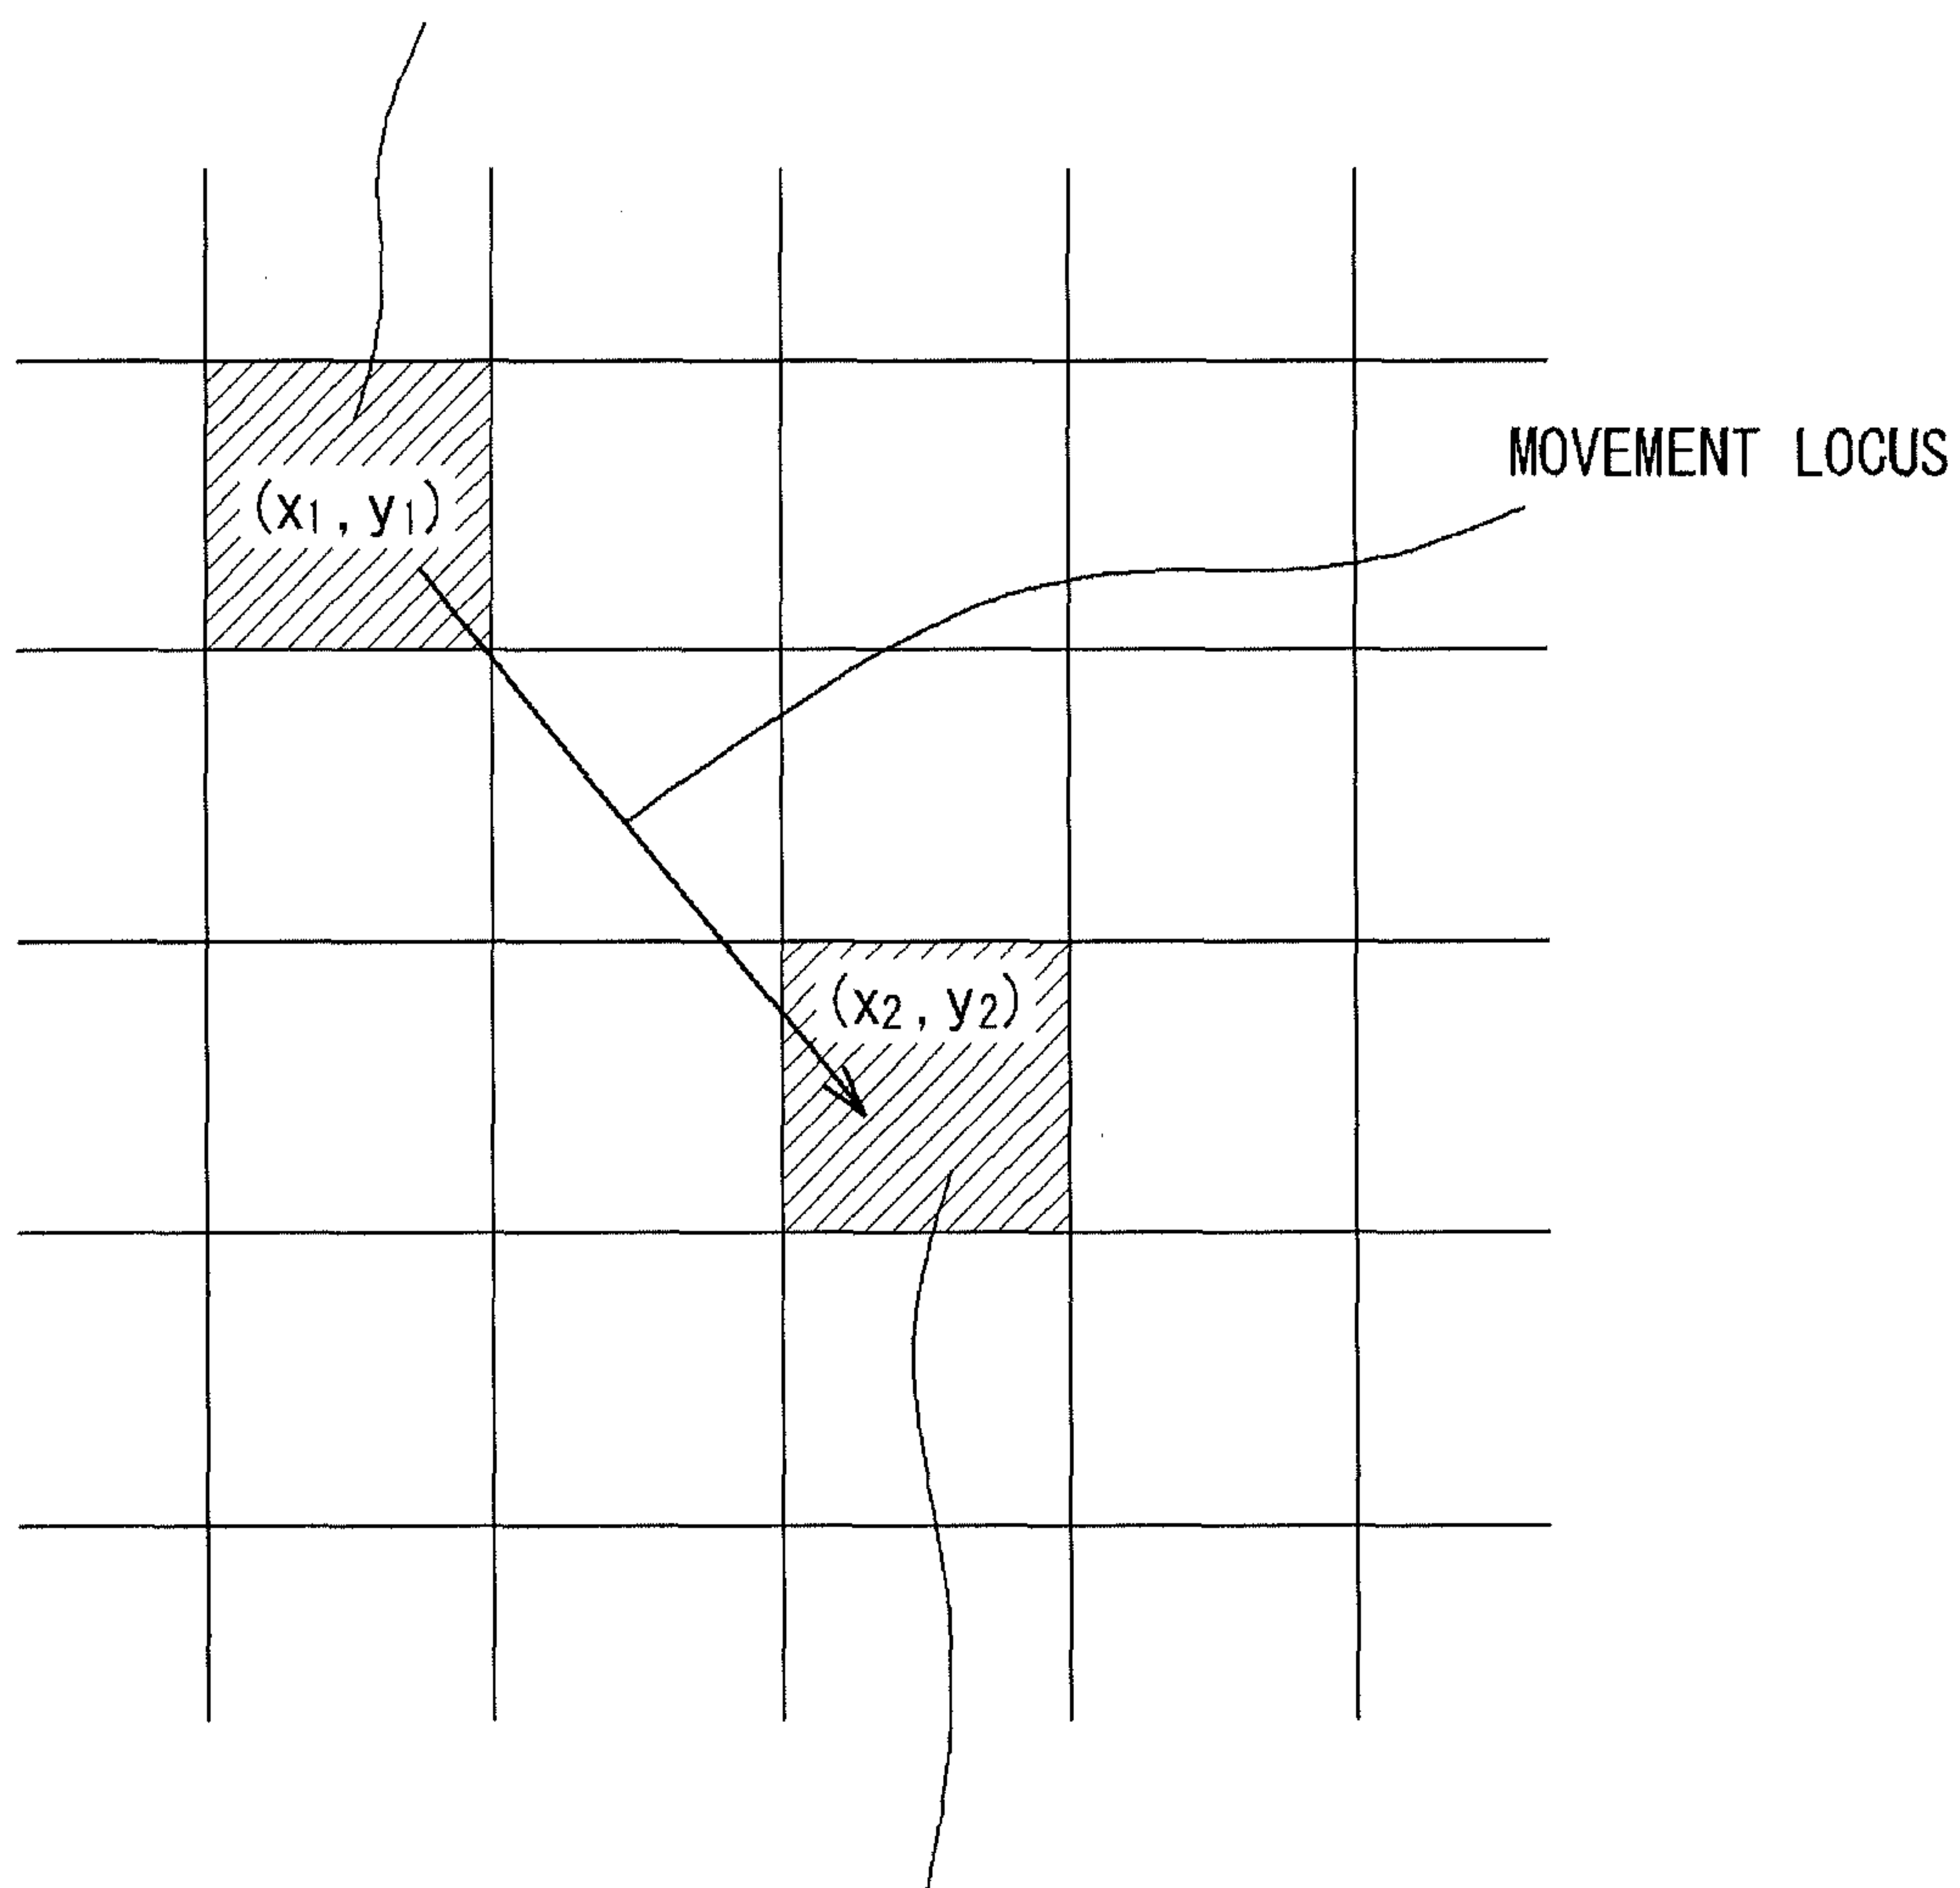 MOVEMENT LOCUS
(x1, y1)
(x2, y2)